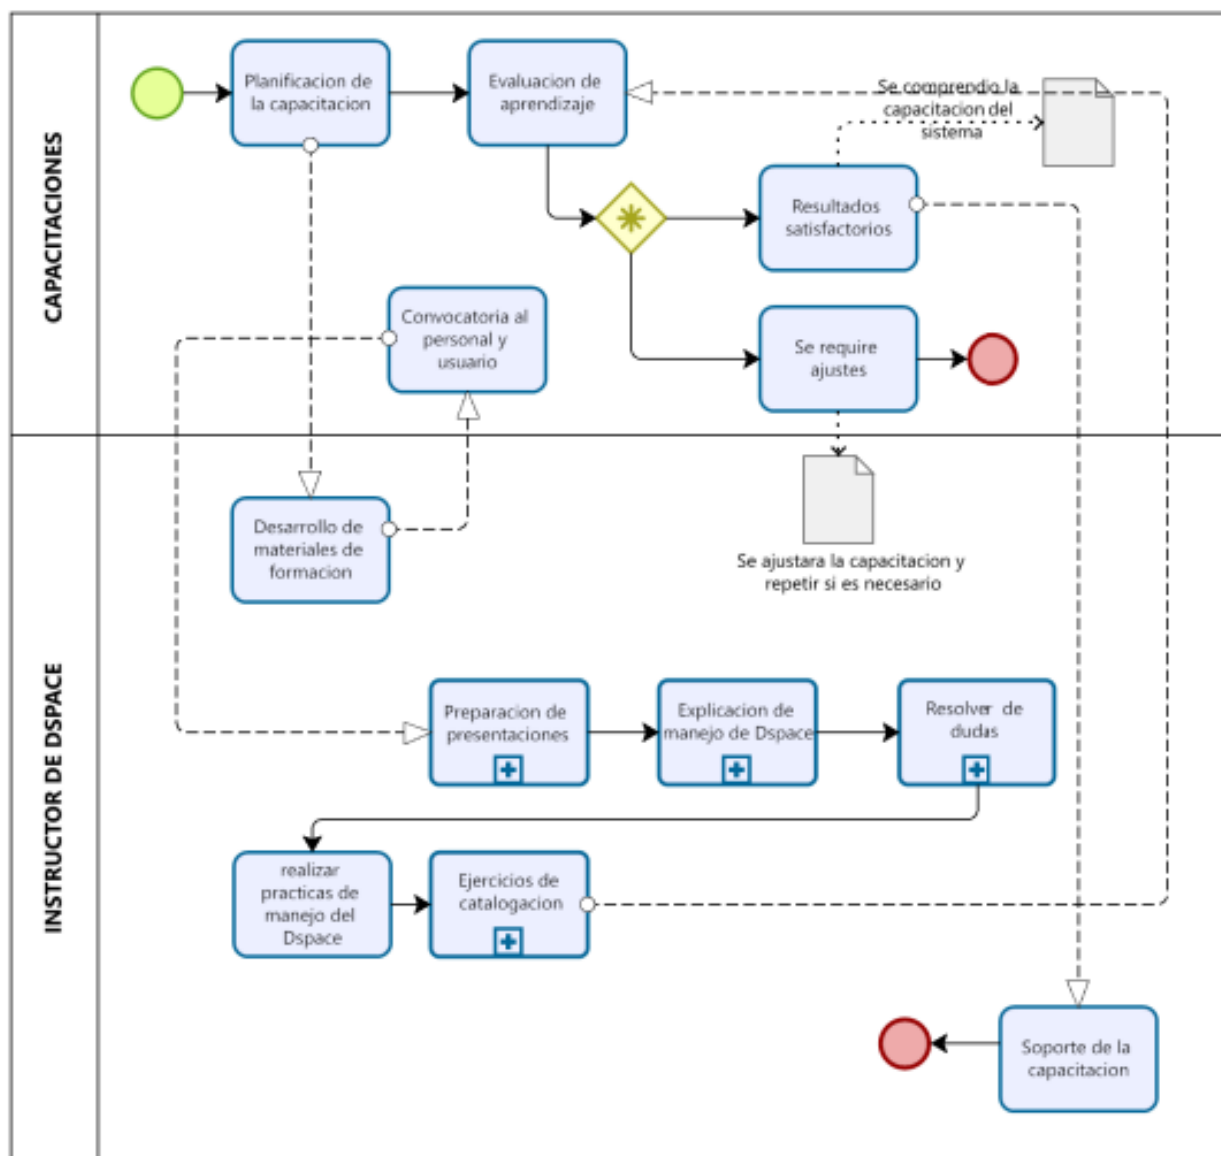 CAPACITACIONES
Planificacion de
la capacitacion
Evaluacion de
aprendizaje
Se comprendo la
capacitacion del
sistema
Resultados
satisfactorios
Convocatoria al
personal y
usuario
Se require
ajustes
INSTRUCTOR DE DSPACE
Desarrollo de
materiales de
formacion
Se ajustara la capacitacion y
repetir si es necesario
Preparacion de
presentaciones
Explicacion de
manejo de Dspace
Resolver de
dudas
realizar
practicas de
manejo del
Dspace
Ejercicios de
catalogacion
Soporte de la
capacitacion